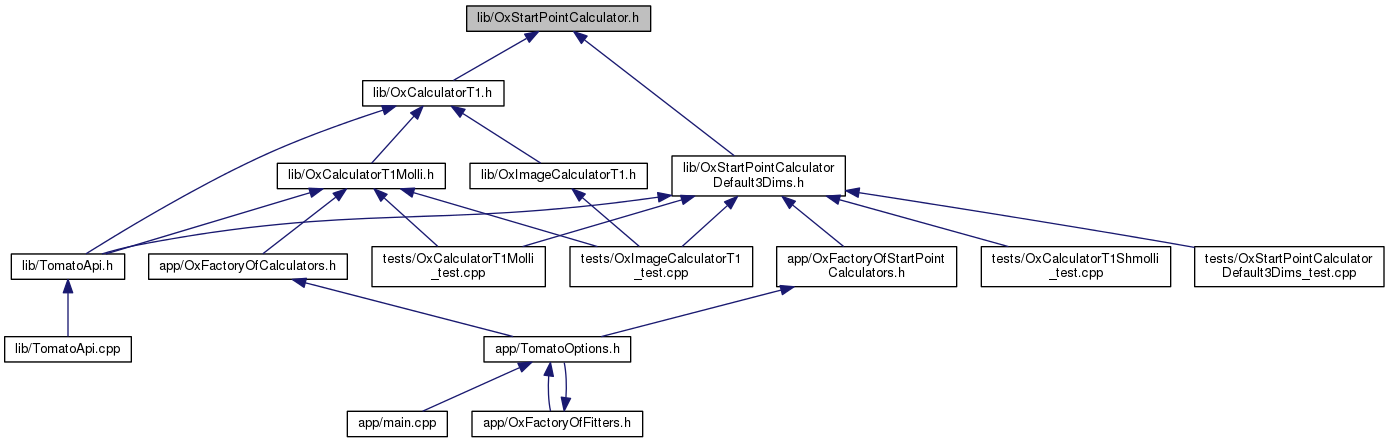 lib/OxStartPointCalculator.h
lib/OxCalculatorT1.h
lib/OxCalculatorT1Molli.h
lib/OxImageCalculatorT1.h
lib/OxStartPointCalculator
Default3Dims.h
lib/TomatoApi.h
app/OxFactoryOfCalculators.h
tests/OxCalculatorT1Molli
_test.cpp
tests/OxImageCalculatorT1
_test.cpp
app/OxFactoryOfStartPoint
Calculators.h
tests/OxCalculatorT1Shmolli
_test.cpp
tests/OxStartPointCalculator
Default3Dims_test.cpp
lib/TomatoApi.cpp
app/TomatoOptions.h
app/main.cpp
app/OxFactoryOfFitters.h